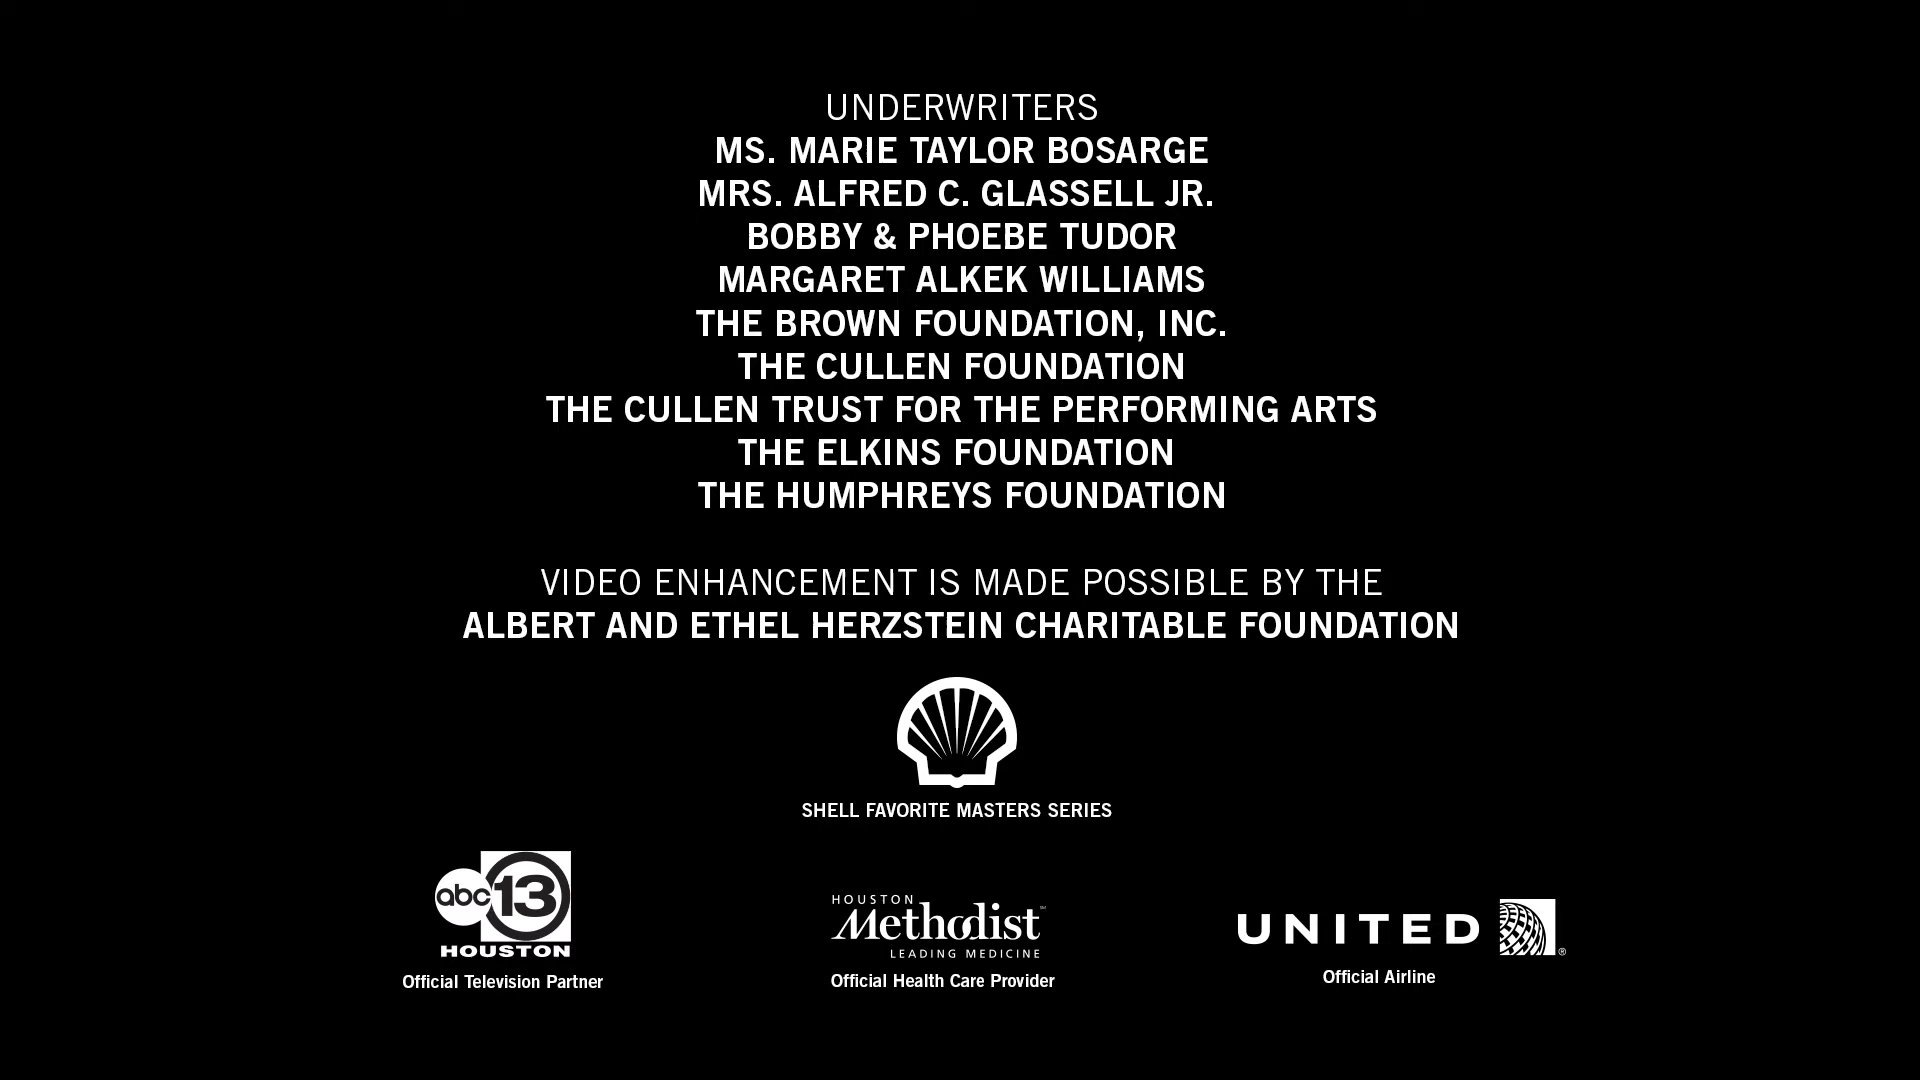 UNDERWRITERS
MS. MARIE TAYLOR BOSARGE
MRS. ALFRED C. GLASSELL JR.
BOBBY & PHOEBE TUDOR
MARGARET ALKEK WILLIAMS
THE BROWN FOUNDATION, INC.
THE CULLEN FOUNDATION
THE CULLEN TRUST FOR THE PERFORMING ARTS
THE ELKINS FOUNDATION
THE HUMPHREYS FOUNDATION
VIDEO ENHANCEMENT IS MADE POSSIBLE BY THE
ALBERT AND ETHEL HERZSTEIN CHARITABLE FOUNDATION
SHELL FAVORITE MASTERS SERIES
abc 13
HOUSTON
Official Television Partner
HOUSTON
Methodist℠
LEADING MEDICINE
Official Health Care Provider
UNITED ®
Official Airline